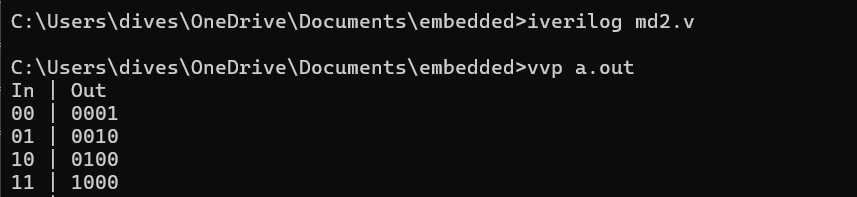 C:\Users\dives\OneDrive\Documents\embedded>iverilog md2.v
C:\Users\dives\OneDrive\Documents\embedded>vvp a.out
In | Out
00 | 0001
01 | 0010
10 | 0100
11 | 1000